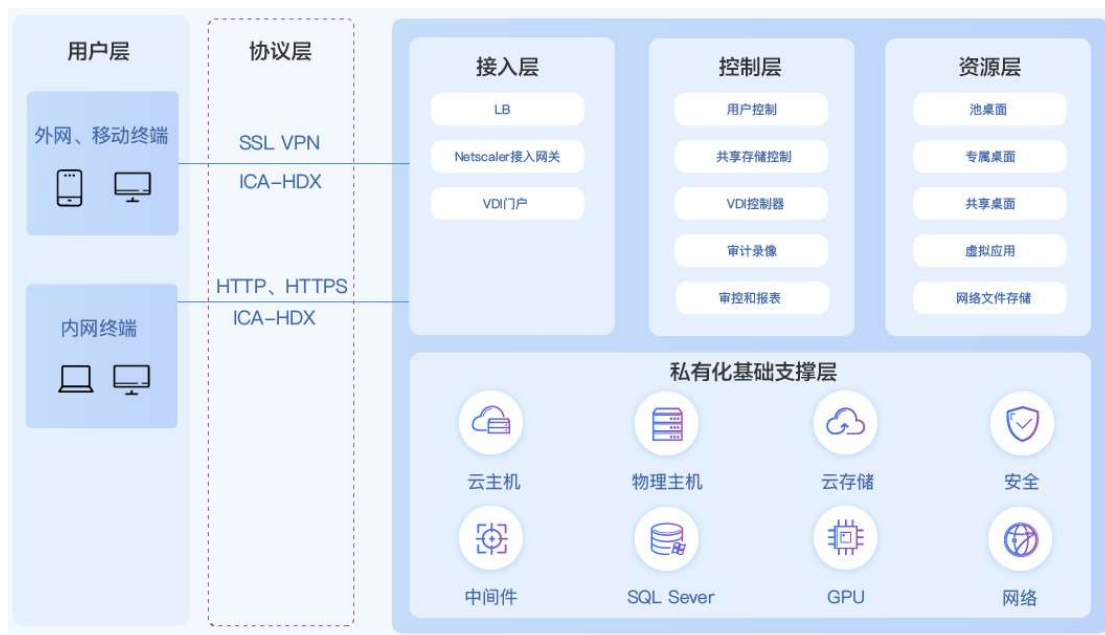 用户层
外网、移动终端
内网终端
协议层
SSL VPN
ICA-HDX
HTTP、HTTPS
ICA-HDX
接入层
LB
Netscaler接入网关
VDI门户
控制层
用户控制
共享存储控制
VDI控制器
审计录像
审控和报表
资源层
池桌面
专属桌面
共享桌面
虚拟应用
网络文件存储
私有化基础支撑层
云主机
物理主机
云存储
安全
中间件
SQL Sever
GPU
网络